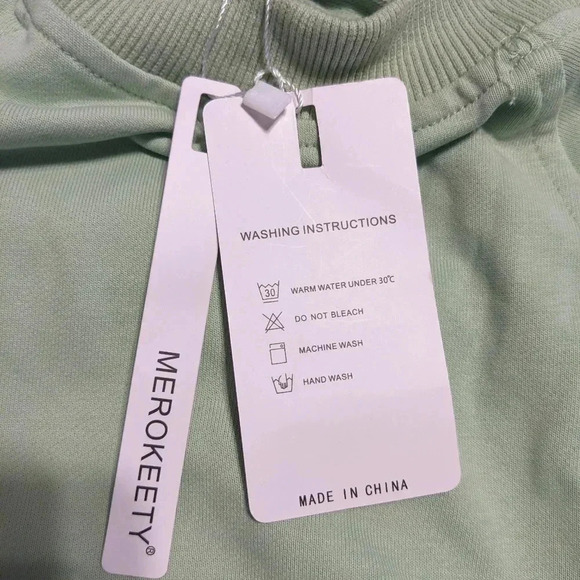 WASHING INSTRUCTIONS
30
WARM WATER UNDER 30℃
DO NOT BLEACH
MACHINE WASH
HAND WASH
MADE IN CHINA
MEROKEETY®